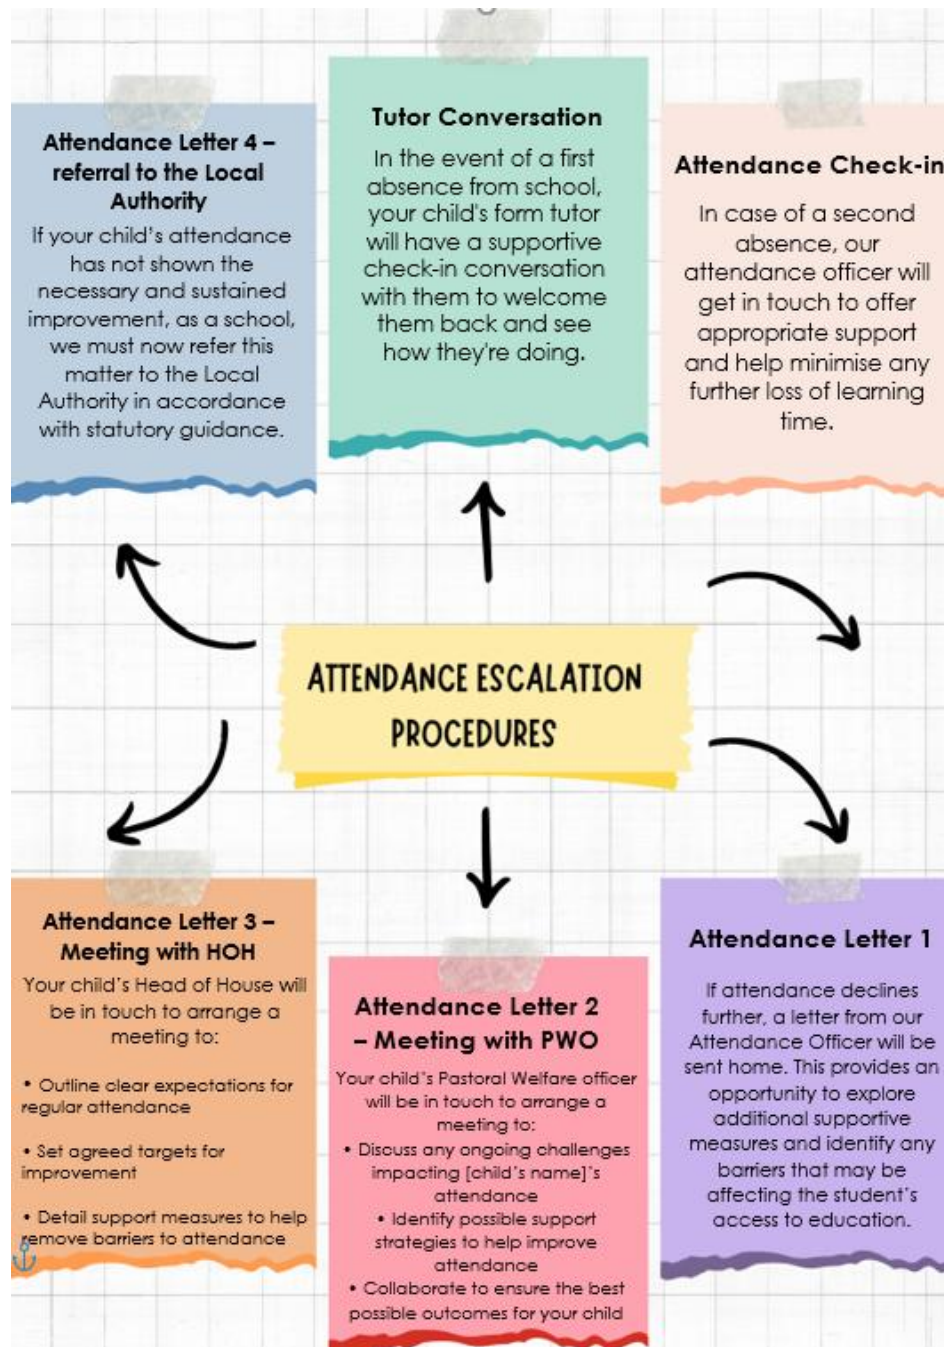 Attendance Letter 4 –
referral to the Local
Authority
If your child's attendance
has not shown the
necessary and sustained
improvement, as a school,
we must now refer this
matter to the Local
Authority in accordance
with statutory guidance.
Tutor Conversation
In the event of a first
absence from school,
your child's form tutor
will have a supportive
check-in conversation
with them to welcome
them back and see
how they're doing.
Attendance Check-in
In case of a second
absence, our
attendance officer will
get in touch to offer
appropriate support
and help minimise any
further loss of learning
time.
ATTENDANCE ESCALATION
PROCEDURES
Attendance Letter 3 –
Meeting with HOH
Your child's Head of House will
be in touch to arrange a
meeting to:
• Outline clear expectations for
regular attendance
• Set agreed targets for
improvement
• Detail support measures to help
remove barriers to attendance
Attendance Letter 2
– Meeting with PWO
Your child's Pastoral Welfare officer
will be in touch to arrange a
meeting to:
• Discuss any ongoing challenges
impacting [child's name]'s
attendance
• Identify possible support
strategies to help improve
attendance
• Collaborate to ensure the best
possible outcomes for your child
Attendance Letter 1
If attendance declines
further, a letter from our
Attendance Officer will be
sent home. This provides an
opportunity to explore
additional supportive
measures and identify any
barriers that may be
affecting the student's
access to education.